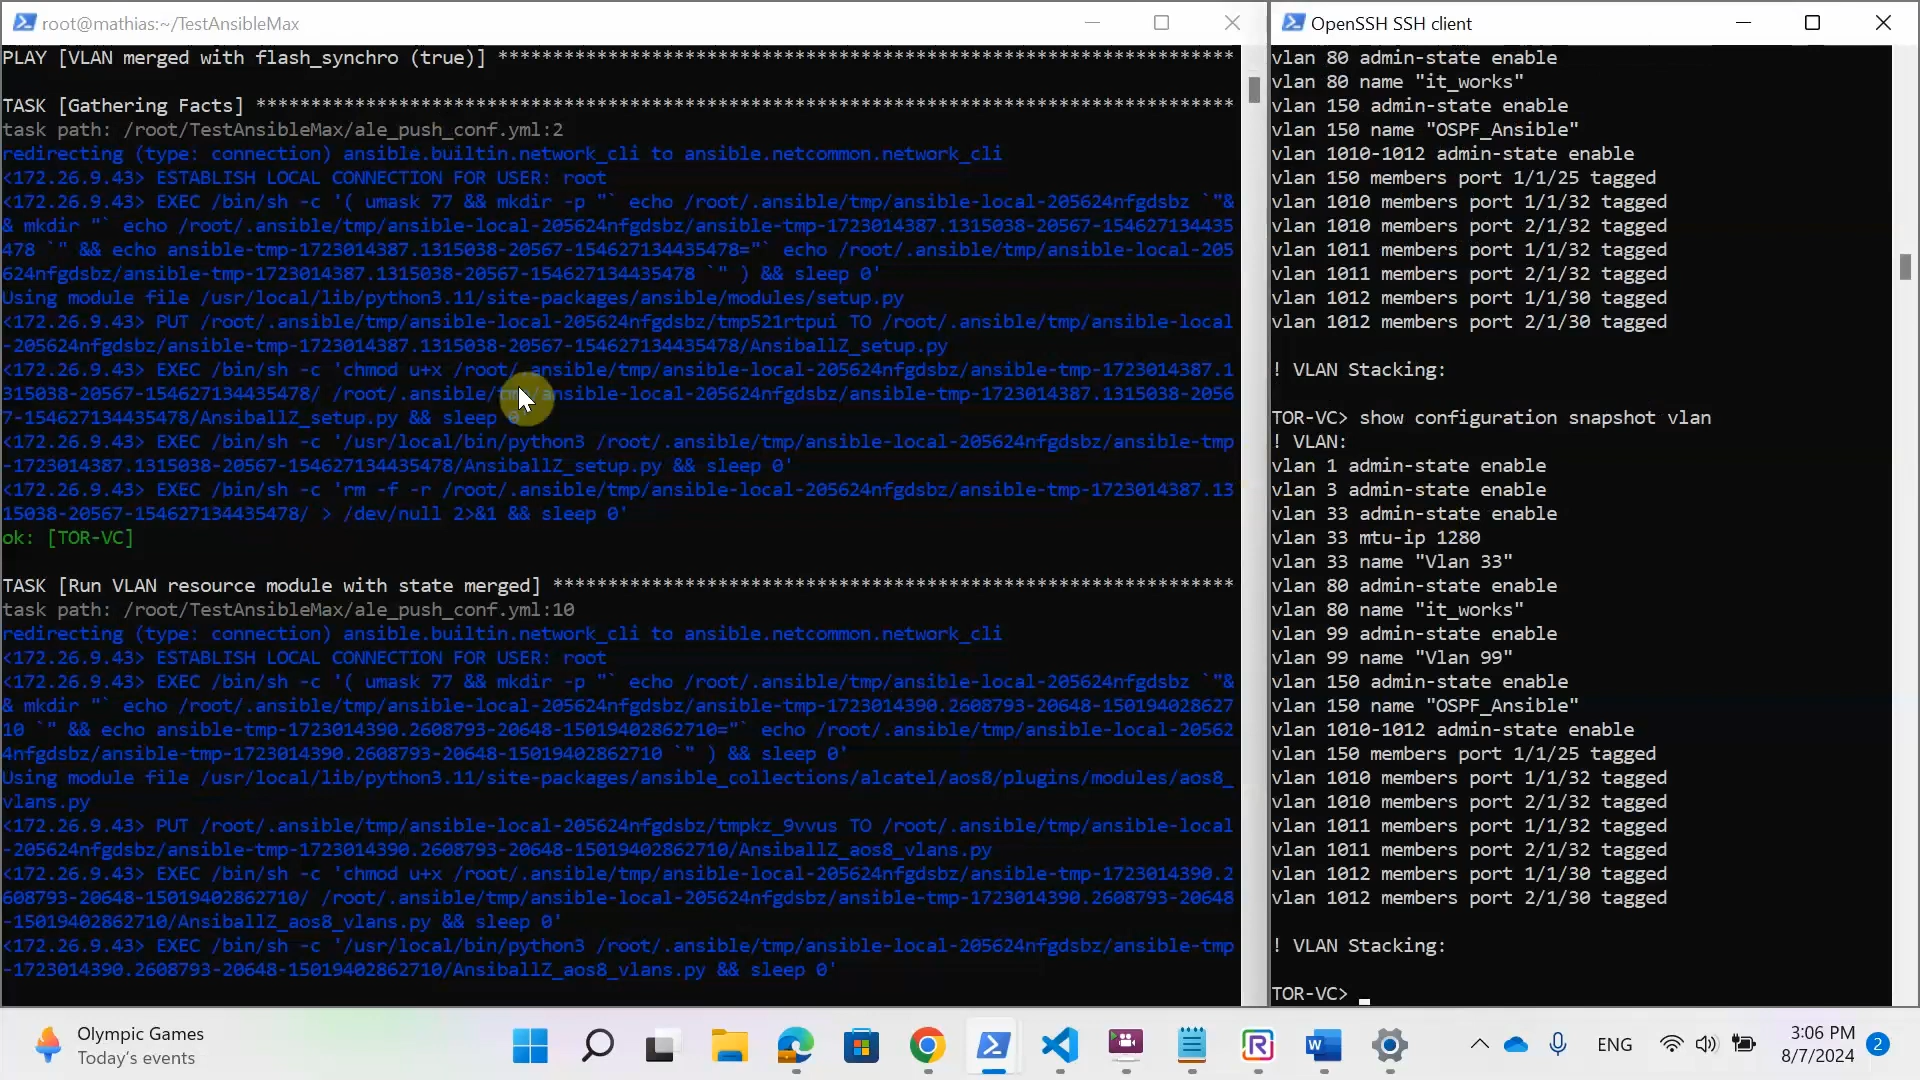 root@mathias:~/TestAnsibleMax
PLAY [VLAN merged with flash_synchro (true)] *******************************************************************
TASK [Gathering Facts] *****************************************************************************************
task path: /root/TestAnsibleMax/ale_push_conf.yml:2
redirecting (type: connection) ansible.builtin.network_cli to ansible.netcommon.network_cli
<172.26.9.43> ESTABLISH LOCAL CONNECTION FOR USER: root
<172.26.9.43> EXEC /bin/sh -c '( umask 77 && mkdir -p "` echo /root/.ansible/tmp/ansible-local-205624nfgdsbz `"&
& mkdir "` echo /root/.ansible/tmp/ansible-local-205624nfgdsbz/ansible-tmp-1723014387.1315038-20567-154627134435
478 `" && echo ansible-tmp-1723014387.1315038-20567-154627134435478="` echo /root/.ansible/tmp/ansible-local-205
624nfgdsbz/ansible-tmp-1723014387.1315038-20567-154627134435478 `" ) && sleep 0'
Using module file /usr/local/lib/python3.11/site-packages/ansible/modules/setup.py
<172.26.9.43> PUT /root/.ansible/tmp/ansible-local-205624nfgdsbz/tmp521rtpui TO /root/.ansible/tmp/ansible-local
-205624nfgdsbz/ansible-tmp-1723014387.1315038-20567-154627134435478/AnsiballZ_setup.py
<172.26.9.43> EXEC /bin/sh -c 'chmod u+x /root/.ansible/tmp/ansible-local-205624nfgdsbz/ansible-tmp-1723014387.1
315038-20567-154627134435478/ /root/.ansible/tmp/ansible-local-205624nfgdsbz/ansible-tmp-1723014387.1315038-2056
7-154627134435478/AnsiballZ_setup.py && sleep 0'
<172.26.9.43> EXEC /bin/sh -c '/usr/local/bin/python3 /root/.ansible/tmp/ansible-local-205624nfgdsbz/ansible-tmp
-1723014387.1315038-20567-154627134435478/AnsiballZ_setup.py && sleep 0'
<172.26.9.43> EXEC /bin/sh -c 'rm -f -r /root/.ansible/tmp/ansible-local-205624nfgdsbz/ansible-tmp-1723014387.13
15038-20567-154627134435478/ > /dev/null 2>&1 && sleep 0'
ok: [TOR-VC]
TASK [Run VLAN resource module with state merged] **************************************************************
task path: /root/TestAnsibleMax/ale_push_conf.yml:10
redirecting (type: connection) ansible.builtin.network_cli to ansible.netcommon.network_cli
<172.26.9.43> ESTABLISH LOCAL CONNECTION FOR USER: root
<172.26.9.43> EXEC /bin/sh -c '( umask 77 && mkdir -p "` echo /root/.ansible/tmp/ansible-local-205624nfgdsbz `"&
& mkdir "` echo /root/.ansible/tmp/ansible-local-205624nfgdsbz/ansible-tmp-1723014390.2608793-20648-150194028627
10 `" && echo ansible-tmp-1723014390.2608793-20648-15019402862710="` echo /root/.ansible/tmp/ansible-local-20562
4nfgdsbz/ansible-tmp-1723014390.2608793-20648-15019402862710 `" ) && sleep 0'
Using module file /usr/local/lib/python3.11/site-packages/ansible_collections/alcatel/aos8/plugins/modules/aos8_
vlans.py
<172.26.9.43> PUT /root/.ansible/tmp/ansible-local-205624nfgdsbz/tmpkz_9vvus TO /root/.ansible/tmp/ansible-local
-205624nfgdsbz/ansible-tmp-1723014390.2608793-20648-15019402862710/AnsiballZ_aos8_vlans.py
<172.26.9.43> EXEC /bin/sh -c 'chmod u+x /root/.ansible/tmp/ansible-local-205624nfgdsbz/ansible-tmp-1723014390.2
608793-20648-15019402862710/ /root/.ansible/tmp/ansible-local-205624nfgdsbz/ansible-tmp-1723014390.2608793-20648
-15019402862710/AnsiballZ_aos8_vlans.py && sleep 0'
<172.26.9.43> EXEC /bin/sh -c '/usr/local/bin/python3 /root/.ansible/tmp/ansible-local-205624nfgdsbz/ansible-tmp
-1723014390.2608793-20648-15019402862710/AnsiballZ_aos8_vlans.py && sleep 0'
OpenSSH SSH client
vlan 80 admin-state enable
vlan 80 name "it_works"
vlan 150 admin-state enable
vlan 150 name "OSPF_Ansible"
vlan 1010-1012 admin-state enable
vlan 150 members port 1/1/25 tagged
vlan 1010 members port 1/1/32 tagged
vlan 1010 members port 2/1/32 tagged
vlan 1011 members port 1/1/32 tagged
vlan 1011 members port 2/1/32 tagged
vlan 1012 members port 1/1/30 tagged
vlan 1012 members port 2/1/30 tagged
! VLAN Stacking:
TOR-VC> show configuration snapshot vlan
! VLAN:
vlan 1 admin-state enable
vlan 3 admin-state enable
vlan 33 admin-state enable
vlan 33 mtu-ip 1280
vlan 33 name "Vlan 33"
vlan 80 admin-state enable
vlan 80 name "it_works"
vlan 99 admin-state enable
vlan 99 name "Vlan 99"
vlan 150 admin-state enable
vlan 150 name "OSPF_Ansible"
vlan 1010-1012 admin-state enable
vlan 150 members port 1/1/25 tagged
vlan 1010 members port 1/1/32 tagged
vlan 1010 members port 2/1/32 tagged
vlan 1011 members port 1/1/32 tagged
vlan 1011 members port 2/1/32 tagged
vlan 1012 members port 1/1/30 tagged
vlan 1012 members port 2/1/30 tagged
! VLAN Stacking:
TOR-VC>
Olympic Games
Today's events
ENG
3:06 PM
8/7/2024
2